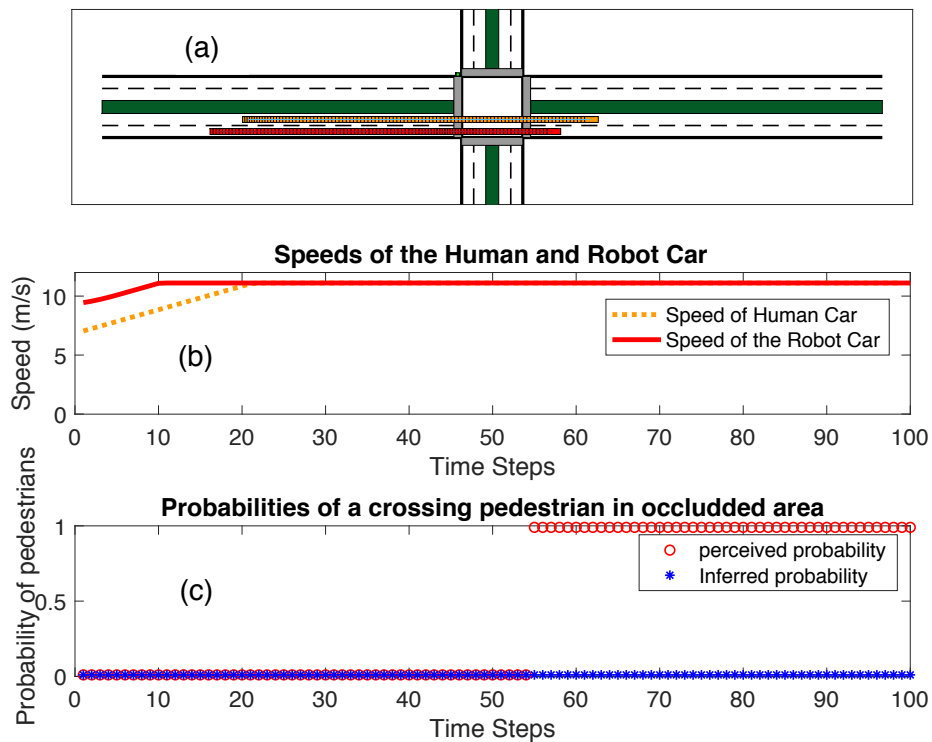 (a)
Speeds of the Human and Robot Car
Speed (m/s)
10
5
0
(b)
Speed of Human Car
Speed of the Robot Car
0 10 20 30 40 50 60 70 80 90 100
Time Steps
Probabilities of a crossing pedestrian in occludded area
Probability of pedestrians
1
0.5
0
(c)
perceived probability
Inferred probability
0 10 20 30 40 50 60 70 80 90 100
Time Steps